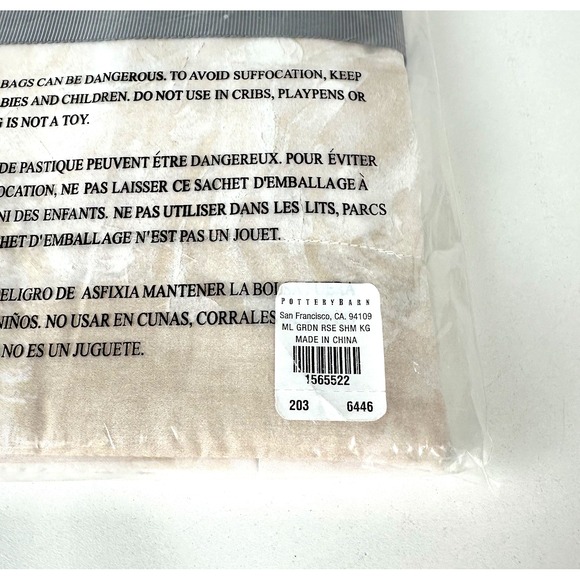 BAGS CAN BE DANGEROUS. TO AVOID SUFFOCATION, KEEP
BIES AND CHILDREN. DO NOT USE IN CRIBS, PLAYPENS OR
G IS NOT A TOY.
DE PASTIQUE PEUVENT ÉTRE DANGEREUX. POUR ÉVITER
OCATION, NE PAS LAISSER CE SACHET D'EMBALLAGE À
NI DES ENFANTS. NE PAS UTILISER DANS LES LITS, PARCS
HET D'EMBALLAGE N'EST PAS UN JOUET.
ELIGRO DE ASFIXIA MANTENER LA BOL
NIÑOS. NO USAR EN CUNAS, CORRALES
NO ES UN JUGUETE.
POTTERY BARN
San Francisco, CA. 94109
ML GRDN RSE SHM KG
MADE IN CHINA
1565522
203 6446